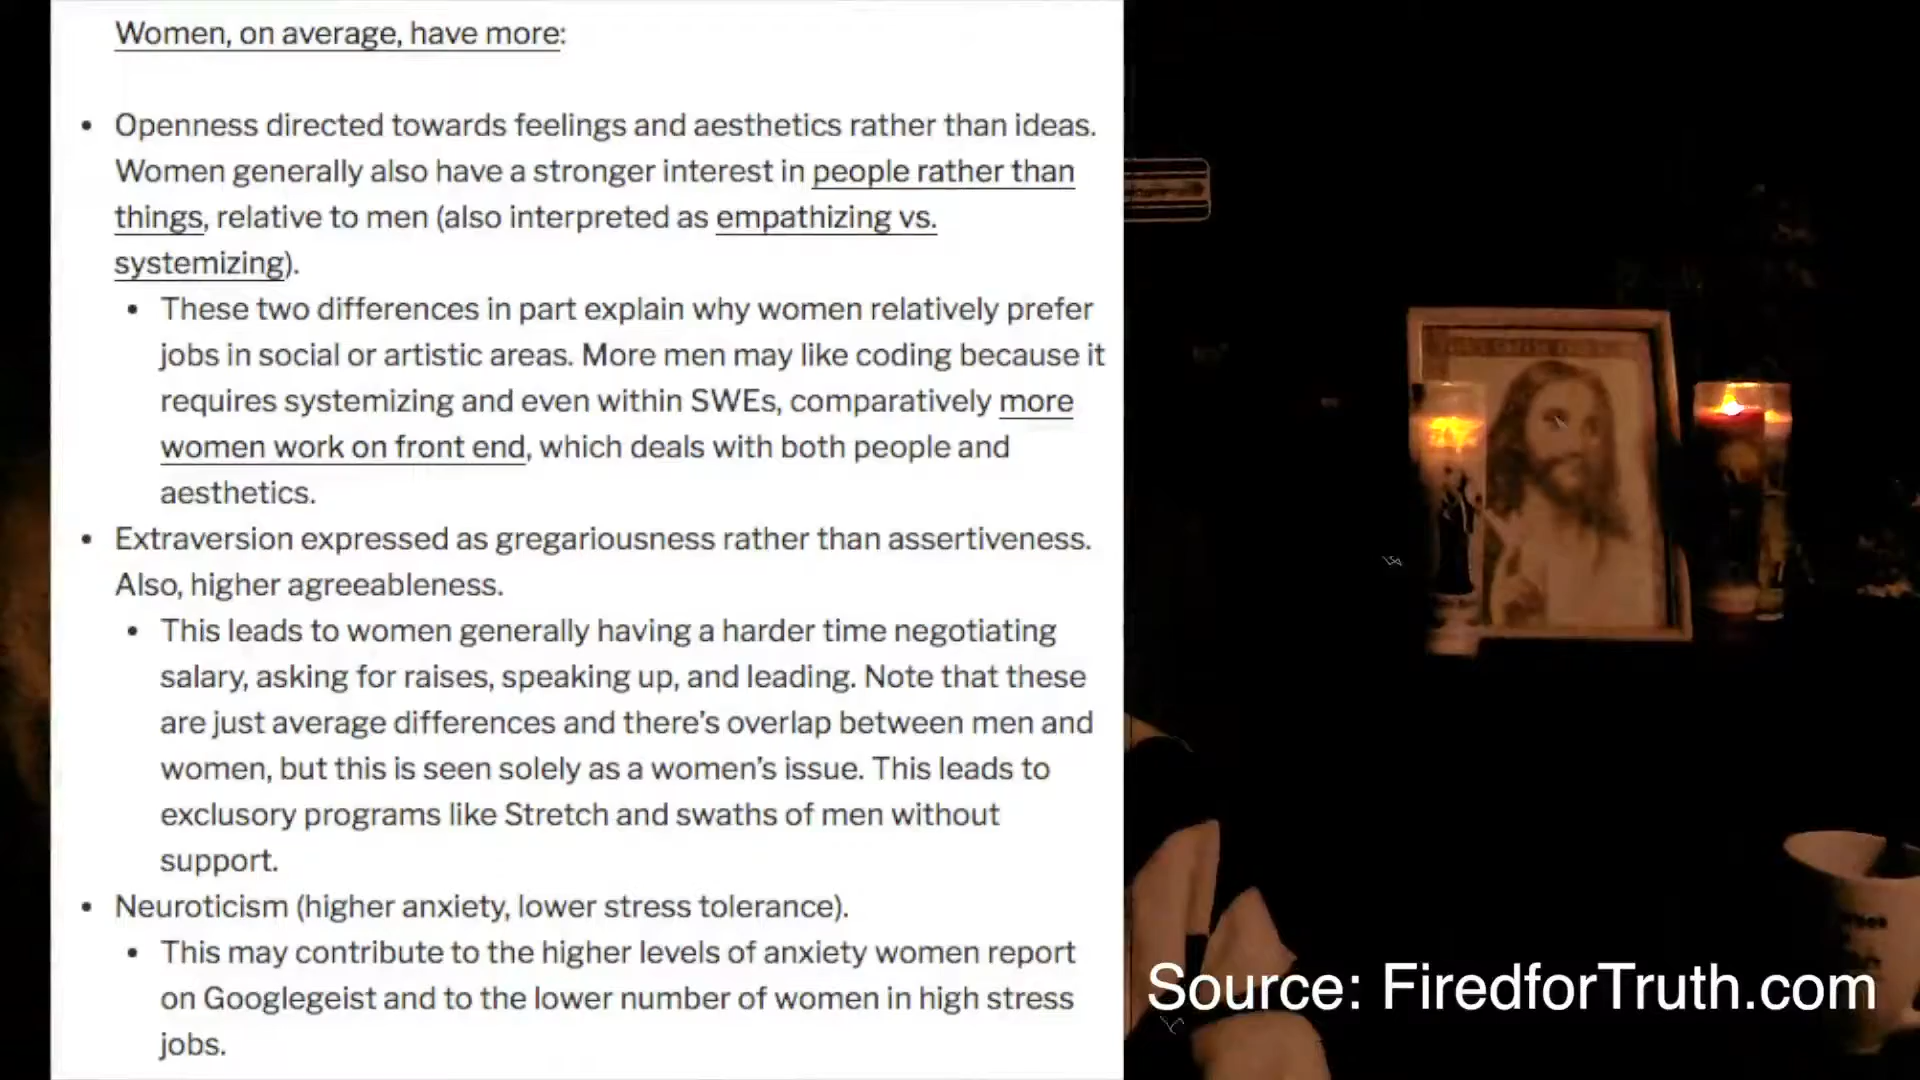 Women, on average, have more:
• Openness directed towards feelings and aesthetics rather than ideas.
Women generally also have a stronger interest in people rather than
things, relative to men (also interpreted as empathizing vs.
systemizing).
• These two differences in part explain why women relatively prefer
jobs in social or artistic areas. More men may like coding because it
requires systemizing and even within SWEs, comparatively more
women work on front end, which deals with both people and
aesthetics.
• Extraversion expressed as gregariousness rather than assertiveness.
Also, higher agreeableness.
• This leads to women generally having a harder time negotiating
salary, asking for raises, speaking up, and leading. Note that these
are just average differences and there's overlap between men and
women, but this is seen solely as a women's issue. This leads to
exclusory programs like Stretch and swaths of men without
support.
• Neuroticism (higher anxiety, lower stress tolerance).
• This may contribute to the higher levels of anxiety women report
on Googlegeist and to the lower number of women in high stress
jobs.
Source: FiredforTruth.com